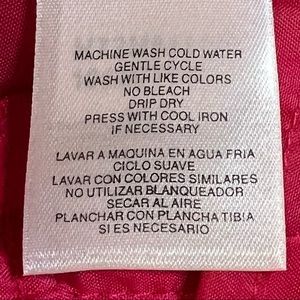 MACHINE WASH COLD WATER
GENTLE CYCLE
WASH WITH LIKE COLORS
NO BLEACH
DRIP DRY
PRESS WITH COOL IRON
IF NECESSARY
LAVAR A MAQUINA EN AGUA FRIA
CICLO SUAVE
LAVAR CON COLORES SIMILARES
NO UTILIZAR BLANQUEADOR
SECAR AL AIRE
PLANCHAR CON PLANCHA TIBIA
SI ES NECESARIO